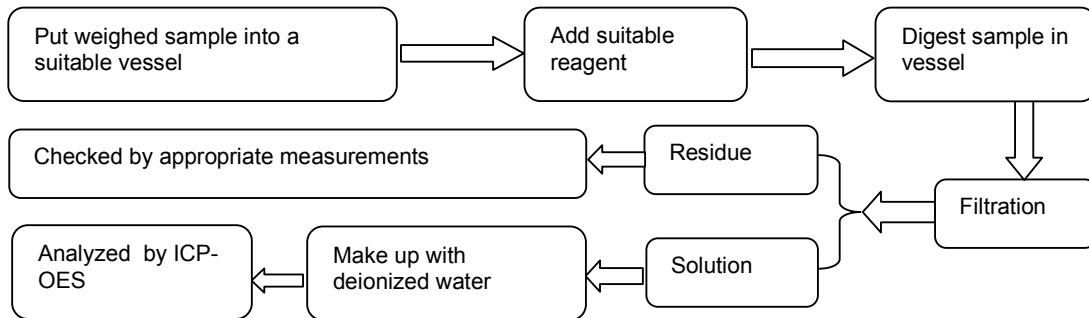 Put weighed sample into a
suitable vessel
Add suitable
reagent
Digest sample in
vessel
Filtration
Residue
Checked by appropriate measurements
Solution
Make up with
deionized water
Analyzed by ICP-
OES